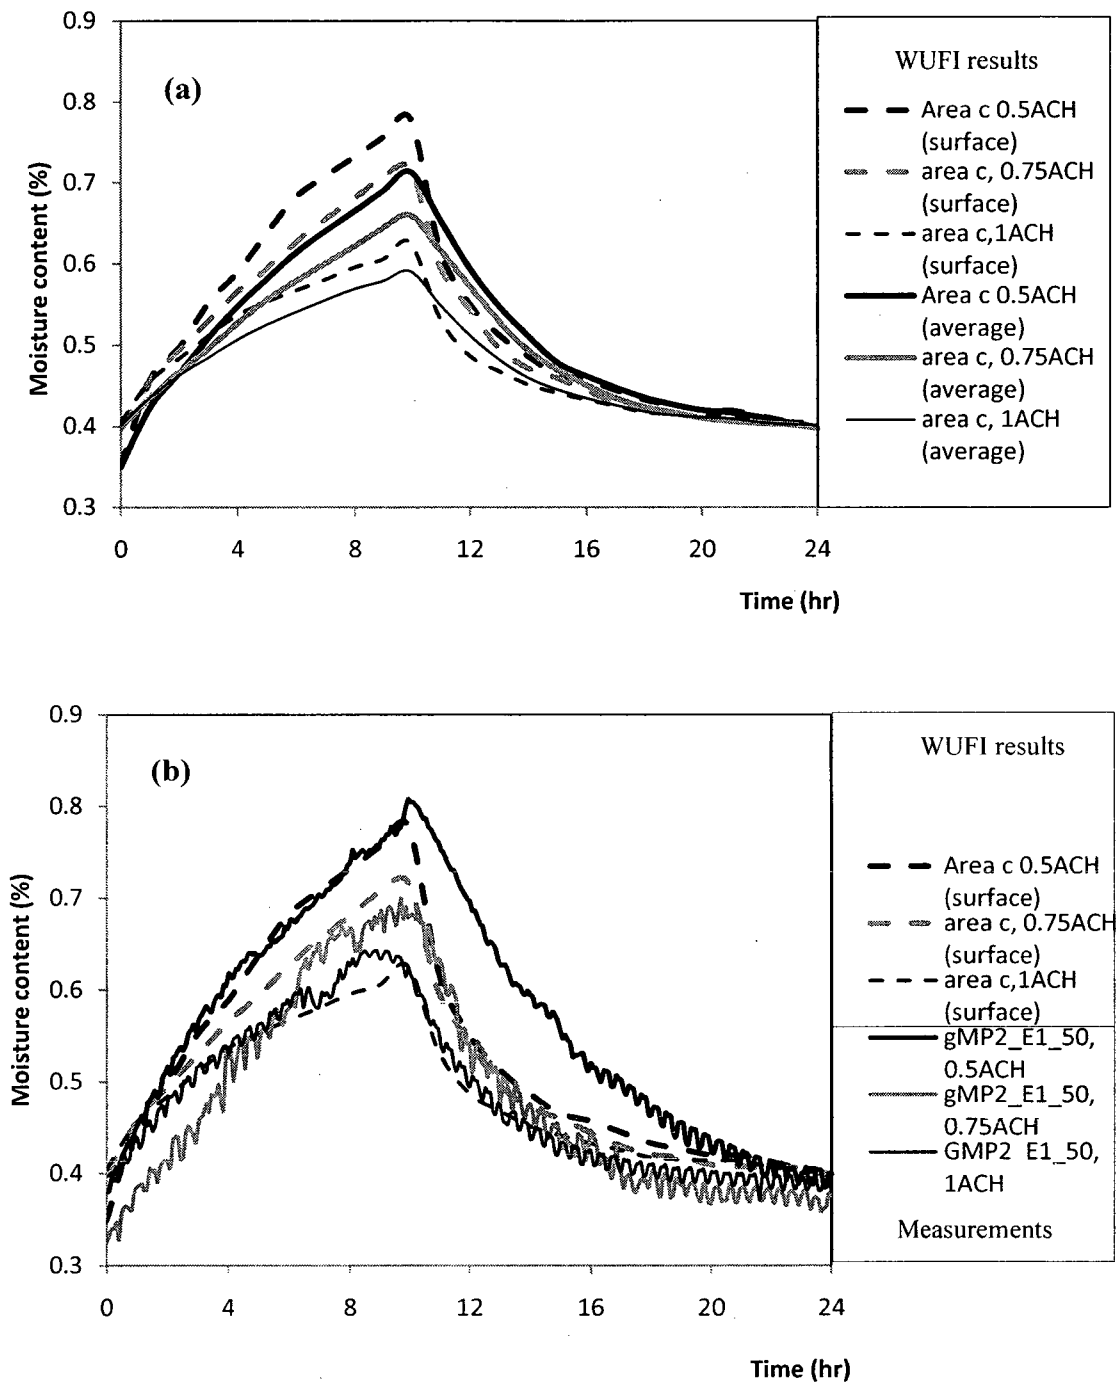 (a)
Moisture content (%)
0.9
0.8
0.7
0.6
0.5
0.4
0.3
0 4 8 12 16 20 24
Time (hr)
WUFI results
Area c 0.5ACH
(surface)
area c, 0.75ACH
(surface)
area c,1ACH
(surface)
Area c 0.5ACH
(average)
area c, 0.75ACH
(average)
area c, 1ACH
(average)
(b)
Moisture content (%)
0.9
0.8
0.7
0.6
0.5
0.4
0.3
0 4 8 12 16 20 24
Time (hr)
WUFI results
Area c 0.5ACH
(surface)
area c, 0.75ACH
(surface)
area c,1ACH
(surface)
gMP2_E1_50,
0.5ACH
gMP2_E1_50,
0.75ACH
GMP2 E1_50,
1ACH
Measurements